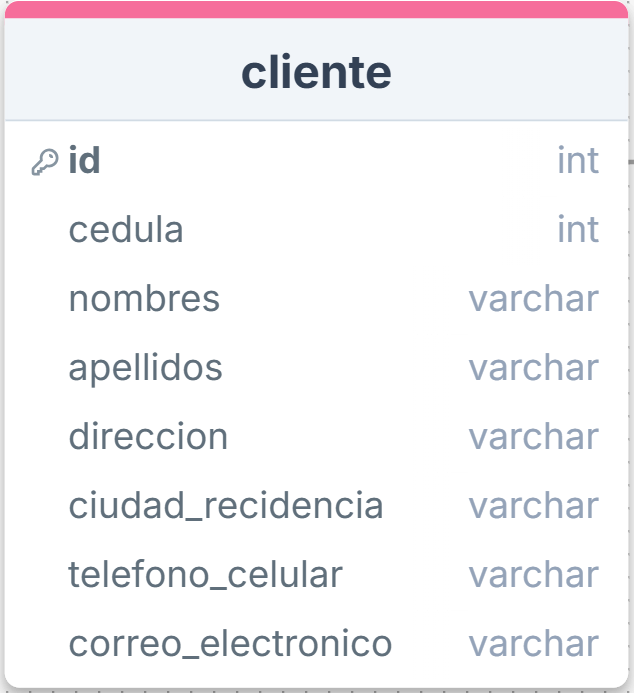 cliente
id int
cedula int
nombres varchar
apellidos varchar
direccion varchar
ciudad_recidencia varchar
telefono_celular varchar
correo_electronico varchar